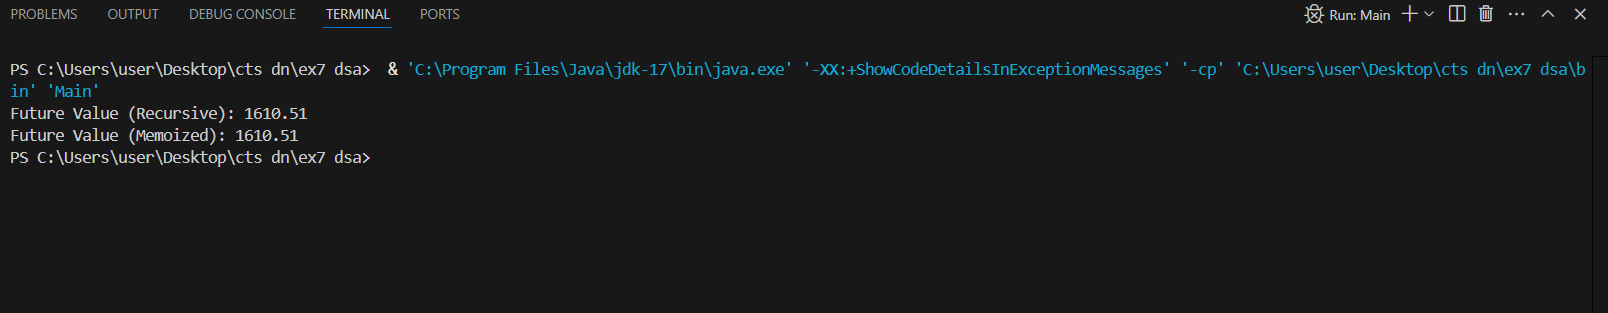 PROBLEMS OUTPUT DEBUG CONSOLE TERMINAL PORTS Run: Main
PS C:\Users\user\Desktop\cts dn\ex7 dsa>  & 'C:\Program Files\Java\jdk-17\bin\java.exe' '-XX:+ShowCodeDetailsInExceptionMessages' '-cp' 'C:\Users\user\Desktop\cts dn\ex7 dsa\b
in' 'Main'
Future Value (Recursive): 1610.51
Future Value (Memoized): 1610.51
PS C:\Users\user\Desktop\cts dn\ex7 dsa>